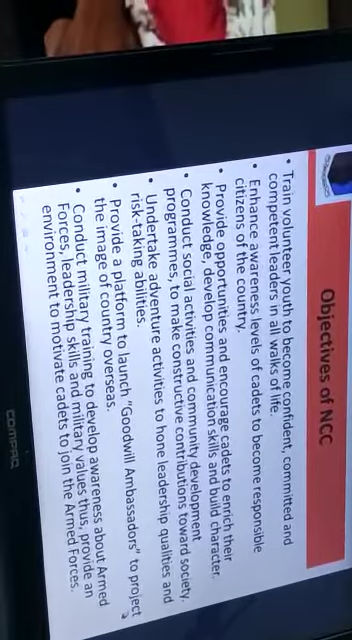 Objectives of NCC
• Train volunteer youth to become confident, committed and
competent leaders in all walks of life.
• Enhance awareness levels of cadets to become responsible
citizens of the country.
• Provide opportunities and encourage cadets to enrich their
knowledge, develop communication skills and build character.
• Conduct social activities and community development
programmes, to make constructive contributions toward society.
• Undertake adventure activities to hone leadership qualities and
risk-taking abilities.
• Provide a platform to launch "Goodwill Ambassadors" to project
the image of country overseas.
• Conduct military training to develop awareness about Armed
Forces, leadership skills and military values thus, provide an
environment to motivate cadets to join the Armed Forces.
COMPAQ